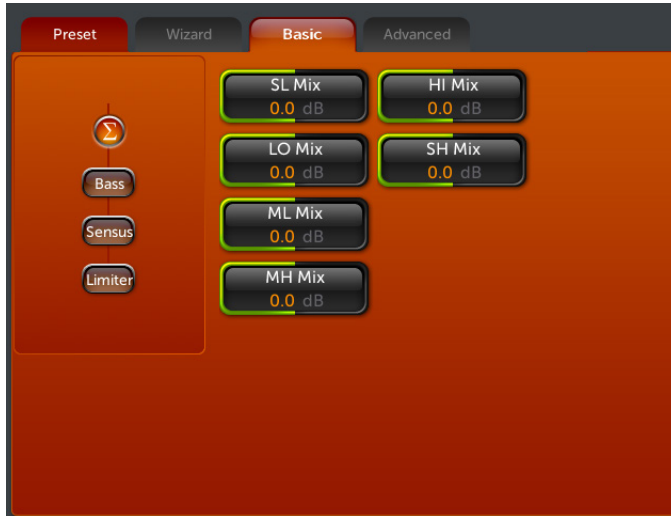 Preset
Wizard
Basic
Advanced
Σ
Bass
Sensus
Limiter
SL Mix
0.0 dB
HI Mix
0.0 dB
LO Mix
0.0 dB
SH Mix
0.0 dB
ML Mix
0.0 dB
MH Mix
0.0 dB